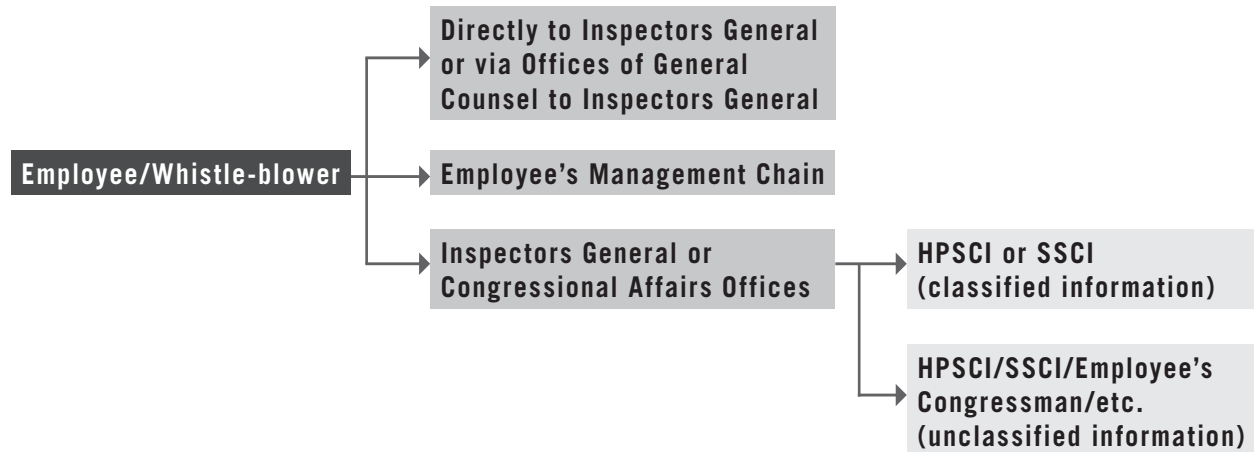 Directly to Inspectors General
or via Offices of General
Counsel to Inspectors General
Employee/Whistle-blower
Employee’s Management Chain
Inspectors General or
Congressional Affairs Offices
HPSCI or SSCI
(classified information)
HPSCI/SSCI/Employee’s
Congressman/etc.
(unclassified information)